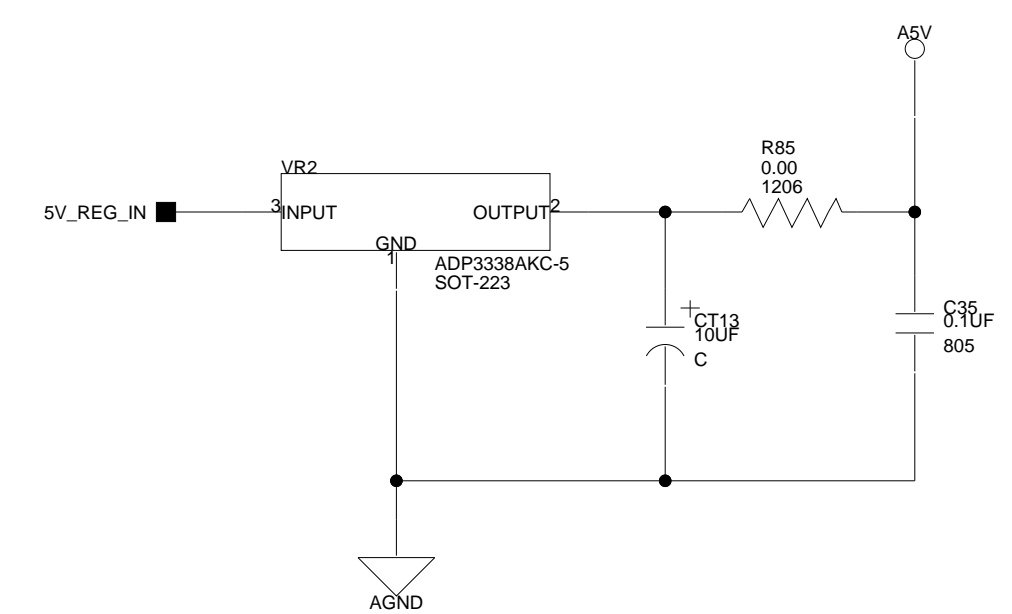 A5V
R85
0.00
1206
VR2
5V_REG_IN
3
INPUT
OUTPUT
2
GND
1
ADP3338AKC-5
SOT-223
+
CT13
10UF
C
C35
0.1UF
805
AGND